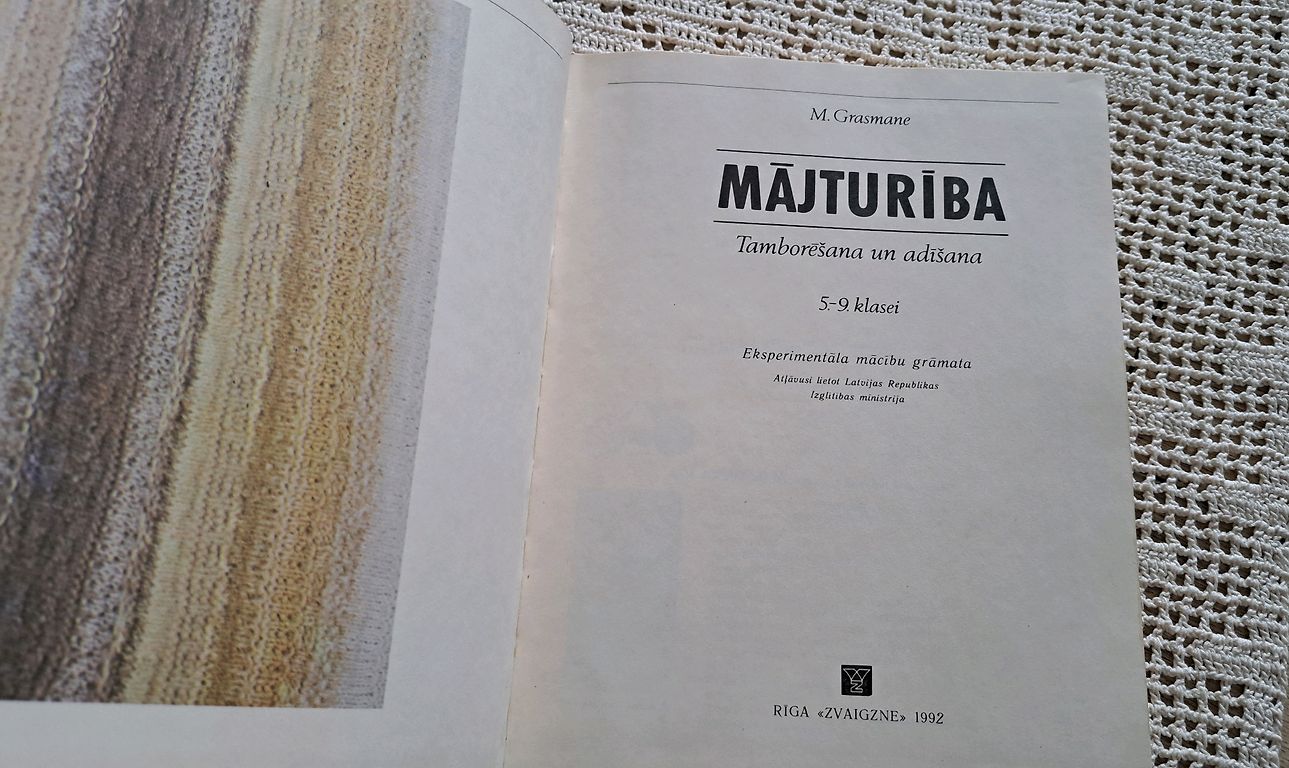 M. Grasmane
MĀJTURĪBA
Tamborēšana un adīšana
5.–9. klasei
Eksperimentāla mācību grāmata
Atļāvusi lietot Latvijas Republikas
Izglītības ministrija
RĪGA «ZVAIGZNE» 1992